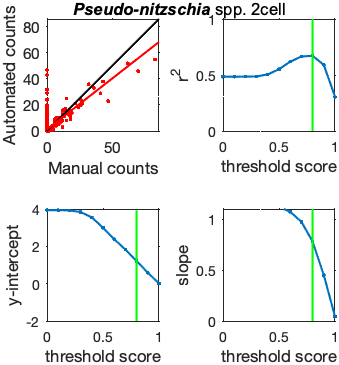 Pseudo-nitzschia spp. 2cell
80
60
40
20
0
0 50
Automated counts
Manual counts
1
0.5
0
0 0.5 1
r2
threshold score
4
2
0
-2
0 0.5 1
y-intercept
threshold score
1
0.5
0
0 0.5 1
slope
threshold score